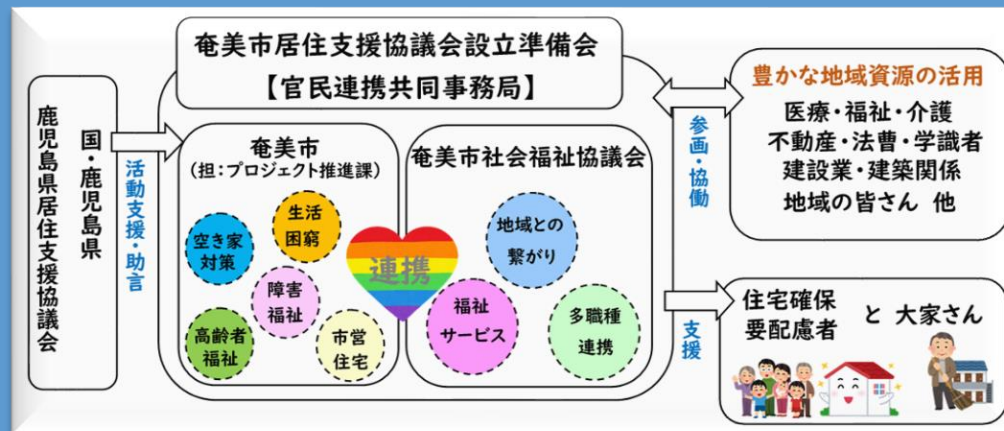 奄美市居住支援協議会設立準備会
【官民連携共同事務局】
国・鹿児島県
鹿児島県居住支援協議会
活動支援・助言
奄美市
(担:プロジェクト推進課)
空き家
対策
生活
困窮
障害
福祉
高齢者
福祉
市営
住宅
連携
奄美市社会福祉協議会
地域との
繋がり
福祉
サービス
多職種
連携
参画・協働
豊かな地域資源の活用
医療・福祉・介護
不動産・法曹・学識者
建設業・建築関係
地域の皆さん 他
支援
住宅確保
要配慮者
と 大家さん